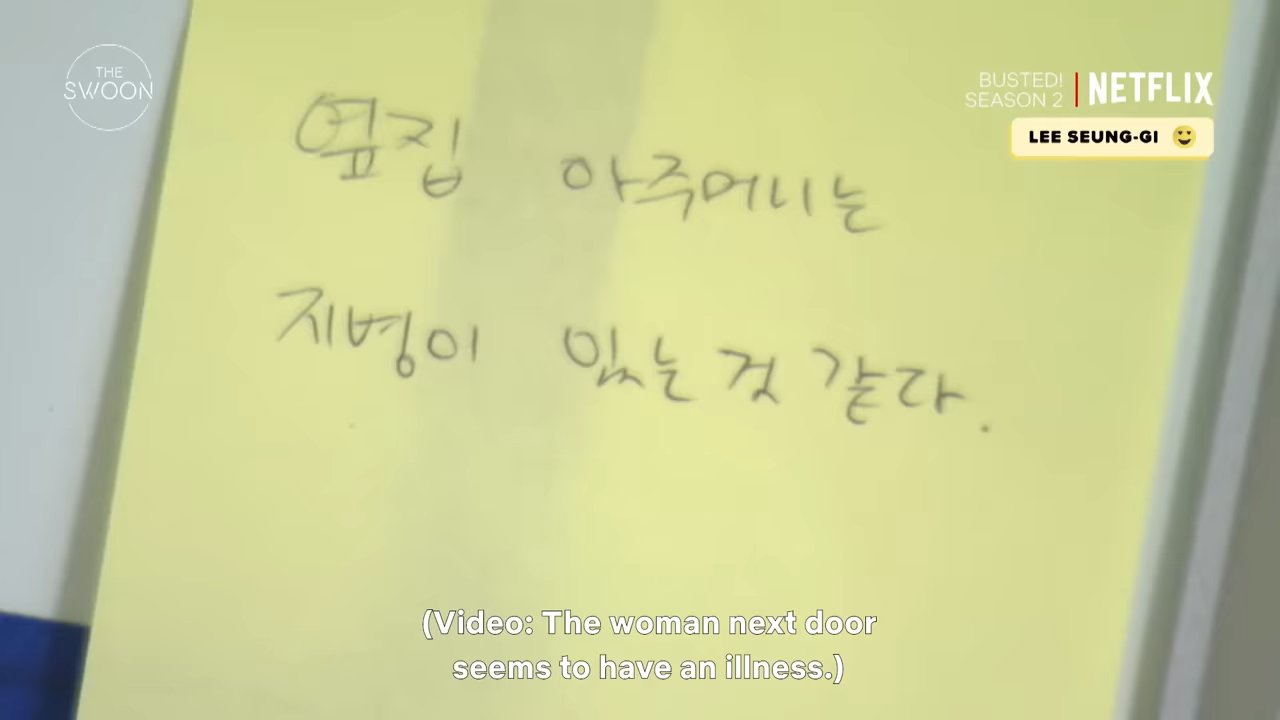 THE
SWOON
BUSTED!
SEASON 2
NETFLIX
LEE SEUNG-GI
옆집 아주머니는
지병이 있는 것 같다.
(Video: The woman next door
seems to have an illness.)